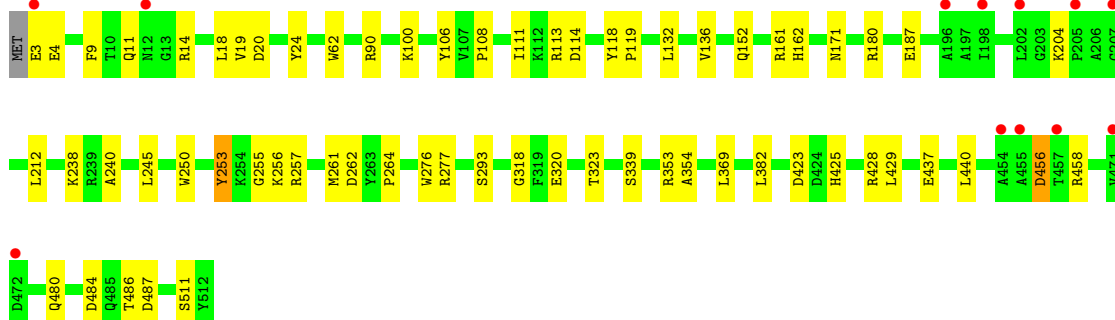 MET E3 E4 F9 T10 Q11 N12 G13 R14 L18 V19 D20 Y24 W62 R90 K100 Y106 V107 P108 I111 K112 R113 D114 Y118 P119 L132 V136 Q152 R161 H162 N171 R180 E187 A196 A197 I198 L202 G203 K204 P205 A206
L212 K238 R239 A240 L245 W250 Y253 K254 G255 K256 R257 M261 D262 Y263 P264 W276 R277 S293 G318 F319 E320 T323 S339 R353 A354 L369 L382 D423 D424 H425 R428 L429 E437 L440 A454 A455 D456 T457 R458 V471
D472 Q480 D484 Q485 T486 D487 S511 Y512